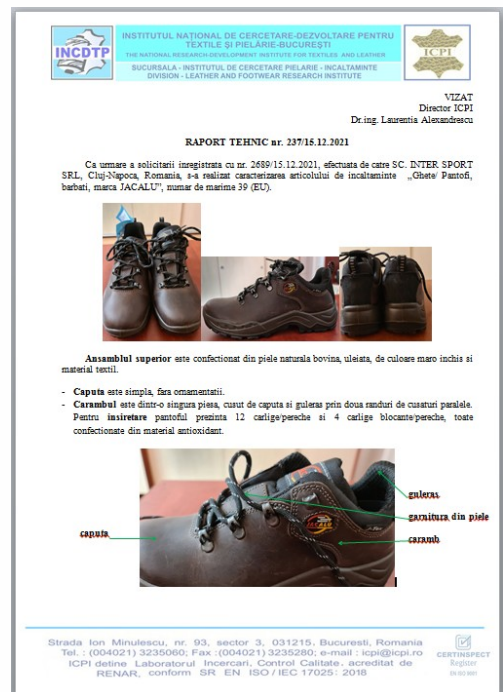 INCDTP
INSTITUTUL NAȚIONAL DE CERCETARE-DEZVOLTARE PENTRU
TEXTILE ȘI PIELĂRIE-BUCUREȘTI
THE NATIONAL RESEARCH-DEVELOPMENT INSTITUTE FOR TEXTILES AND LEATHER
SUCURSALA - INSTITUTUL DE CERCETARE PIELARIE - INCALTAMINTE
DIVISION - LEATHER AND FOOTWEAR RESEARCH INSTITUTE
ICPI
VIZAT
Director ICPI
Dr.ing. Laurentia Alexandrescu
RAPORT TEHNIC nr. 237/15.12.2021
Ca urmare a solicitarii inregistrata cu nr. 2689/15.12.2021, efectuata de catre SC. INTER SPORT
SRL, Cluj-Napoca, Romania, s-a realizat caracterizarea articolului de incaltaminte „Ghete/ Pantofi,
barbati, marca JACALU", numar de marime 39 (EU).
Ansamblul superior este confectionat din piele naturala bovina, uleiata, de culoare maro inchis si
material textil.
- Caputa este simpla, fara ornamentatii.
- Carambul este dintr-o singura piesa, cusut de caputa si guleras prin doua randuri de cusaturi paralele.
Pentru insiretare pantoful prezinta 12 carlige/pereche si 4 carlige blocante/pereche, toate
confectionate din material antioxidant.
guleras
garnitura din piele
caputa
caramb
Strada Ion Minulescu, nr. 93, sector 3, 031215, Bucuresti, Romania
Tel. : (004021) 3235060; Fax :(004021) 3235280; e-mail : icpi@icpi.ro
ICPI detine Laboratorul Incercari, Control Calitate, acreditat de
RENAR, conform SR EN ISO / IEC 17025 : 2018
CERTINSPECT
Register
EN ISO 9001